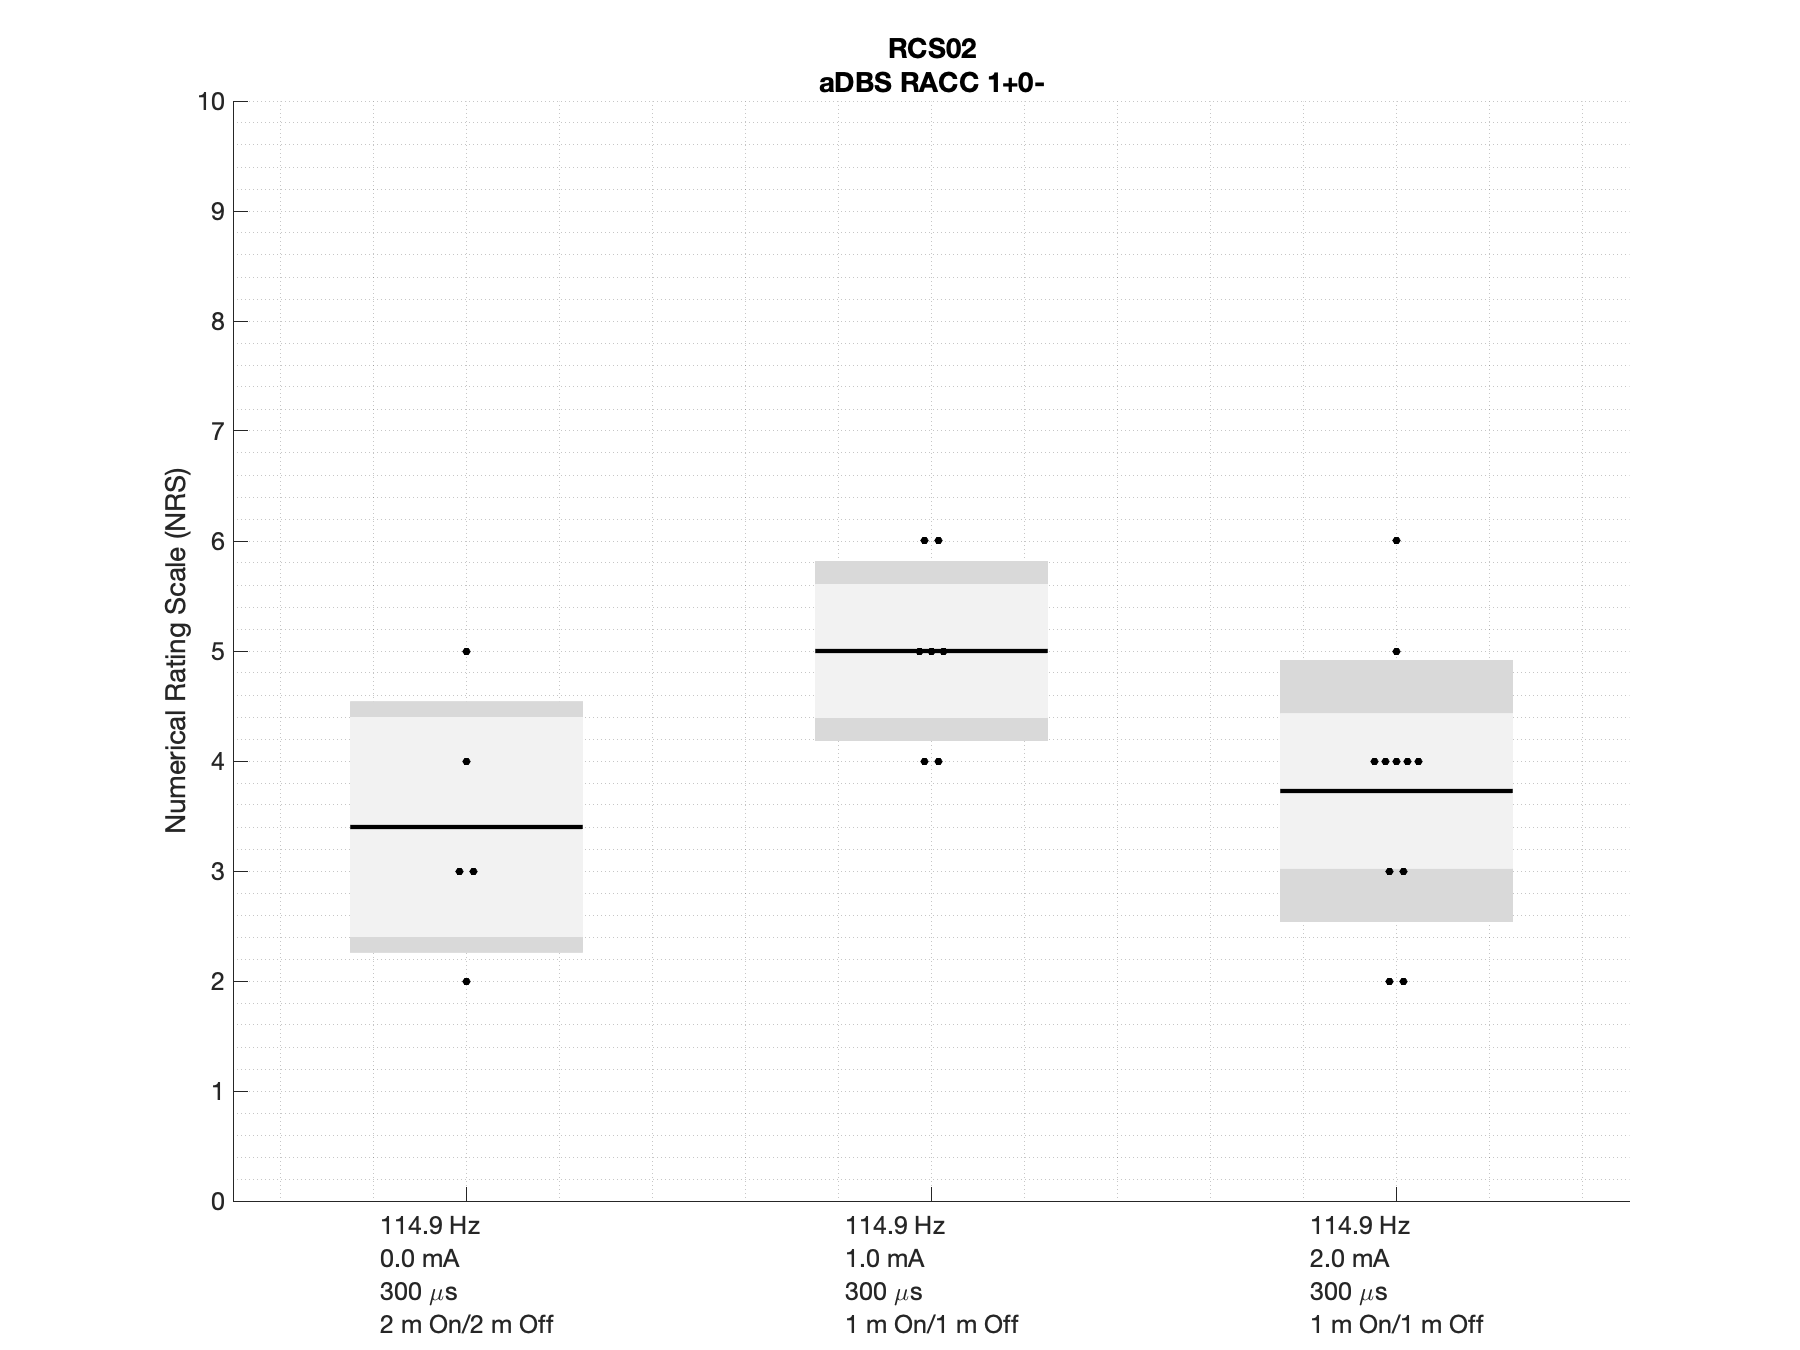 RCS02
aDBS RACC 1+0-
10
9
8
7
6
5
4
3
2
1
0
Numerical Rating Scale (NRS)
114.9 Hz
0.0 mA
300 μs
2 m On/2 m Off
114.9 Hz
1.0 mA
300 μs
1 m On/1 m Off
114.9 Hz
2.0 mA
300 μs
1 m On/1 m Off